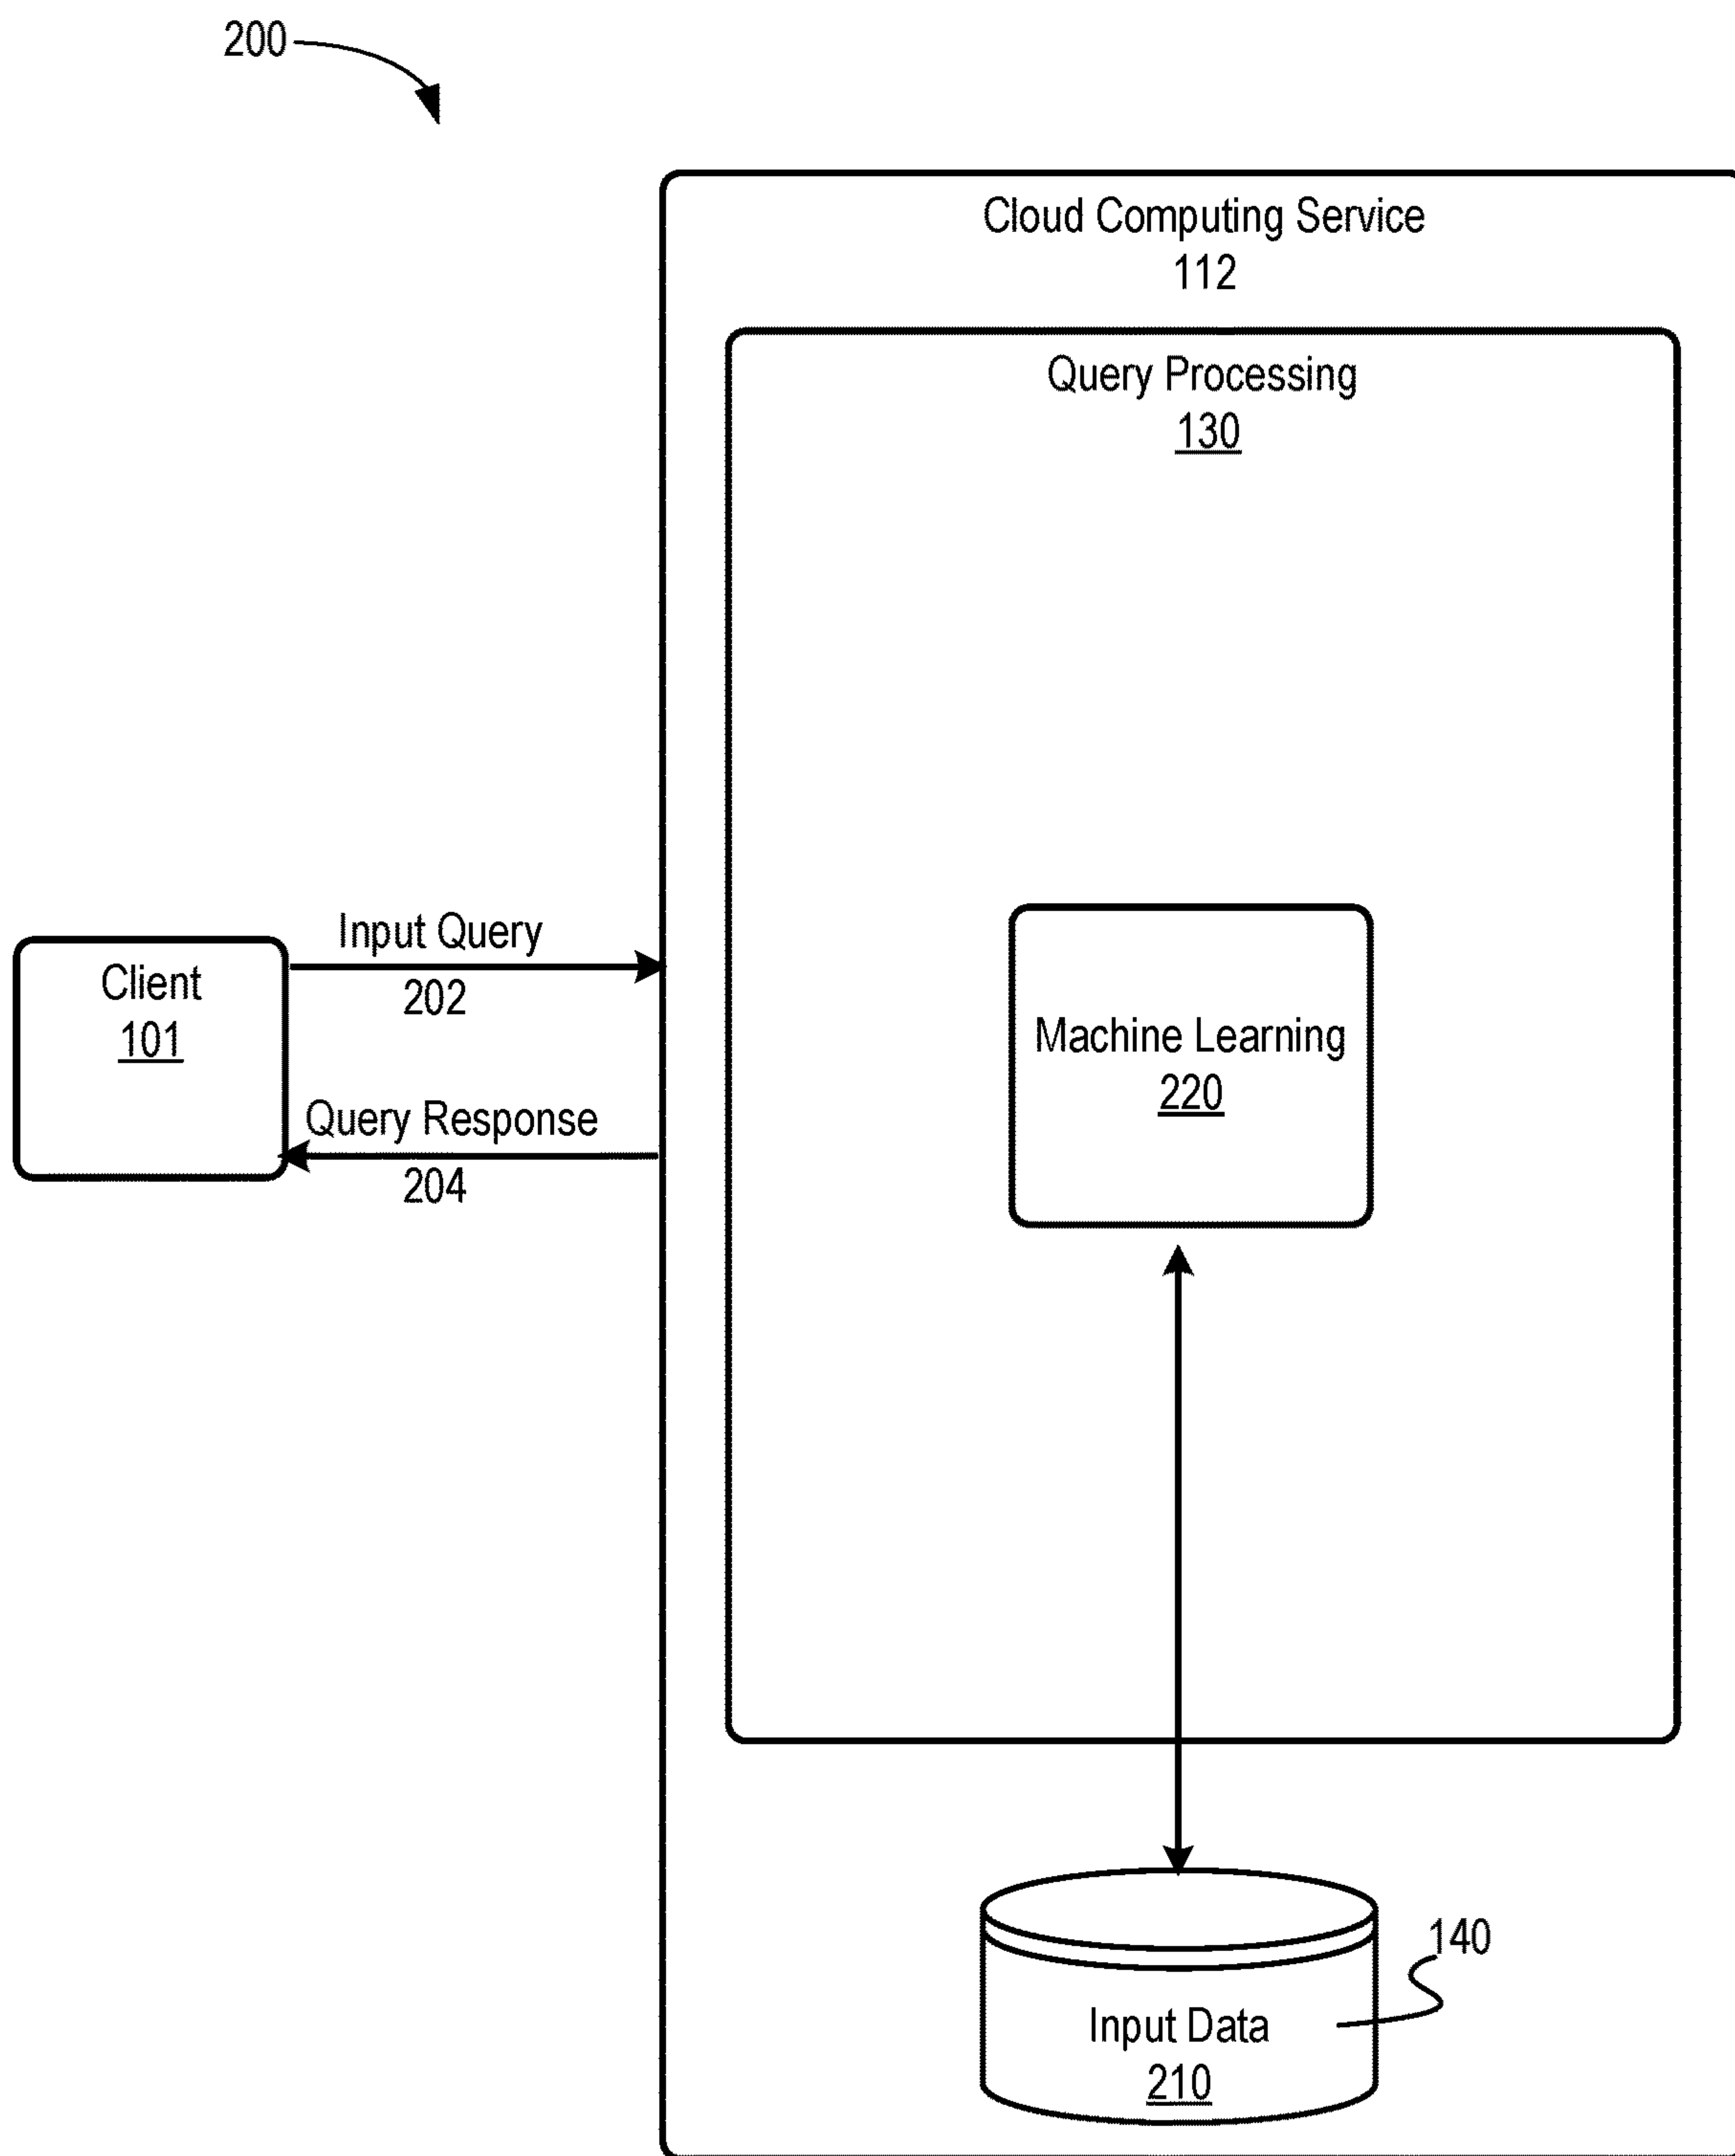 200
Cloud Computing Service
112
Query Processing
130
Input Query
202
Client
101
Machine Learning
220
Query Response
204
140
Input Data
210